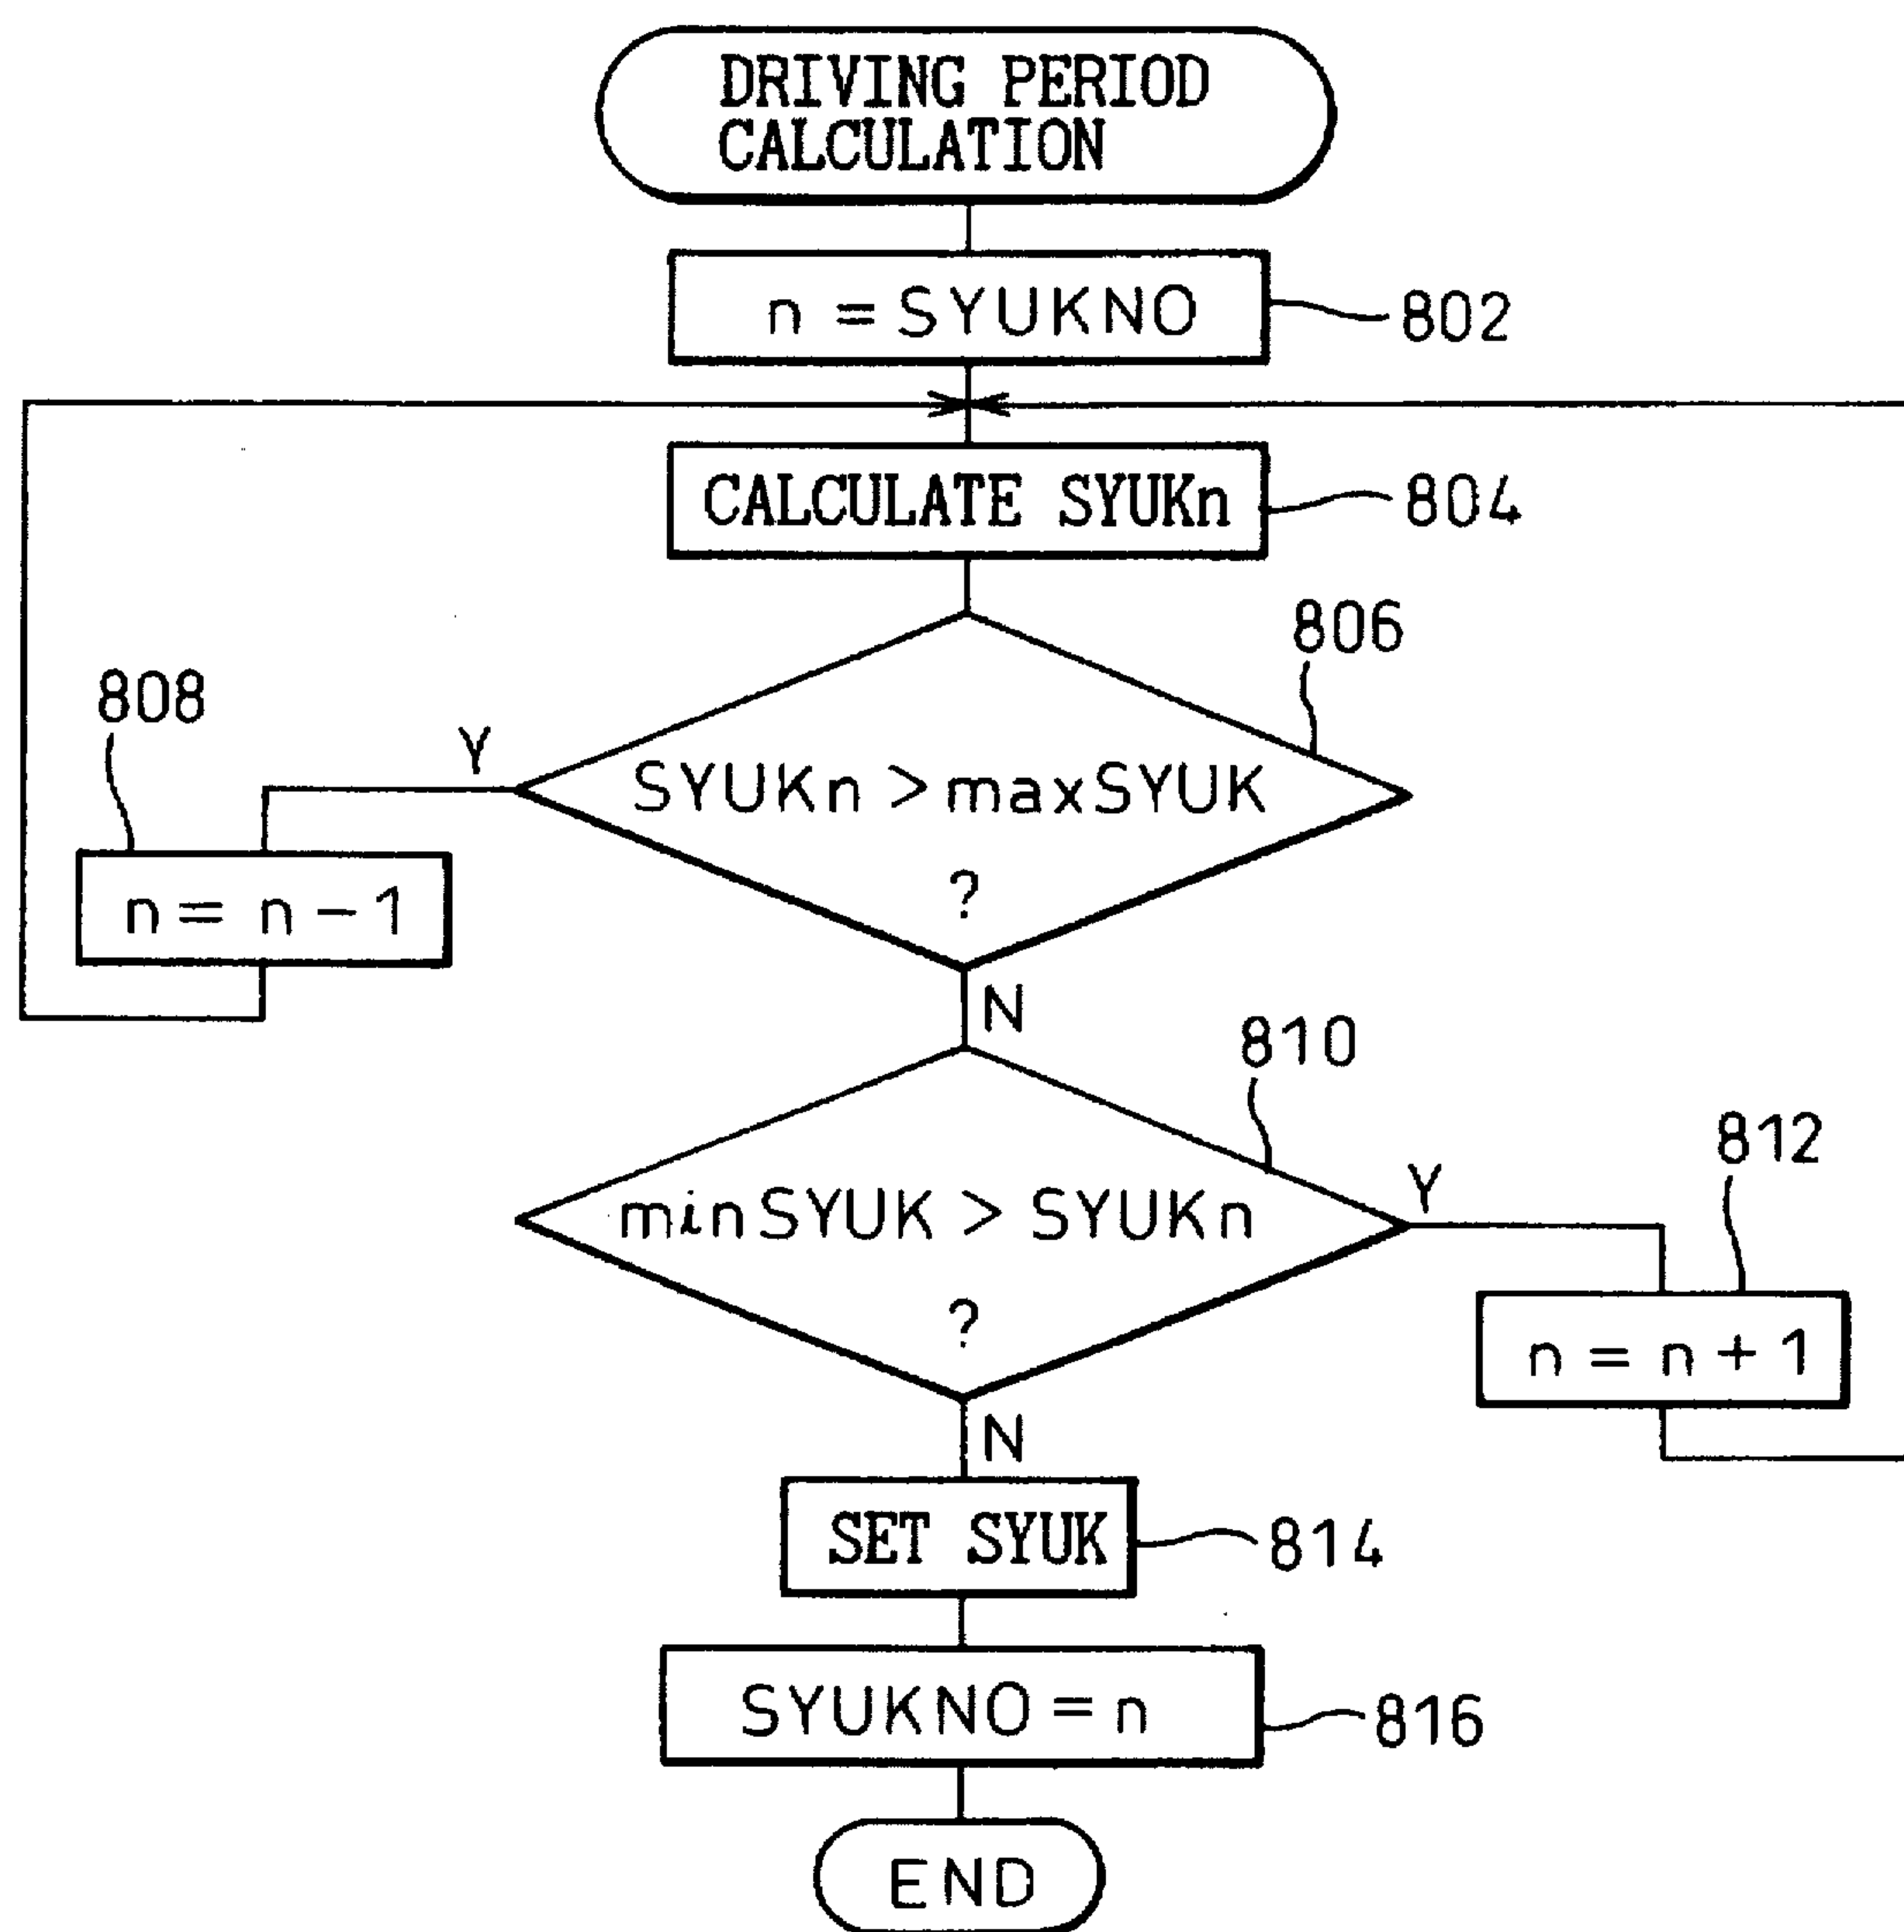 DRIVING PERIOD
CALCULATION
n = SYUKNO
802
CALCULATE SYUKn
804
806
808
Y
SYUKn > maxSYUK
?
n = n - 1
N
810
812
Y
minSYUK > SYUKn
?
n = n + 1
N
SET SYUK
814
SYUKNO = n
816
END